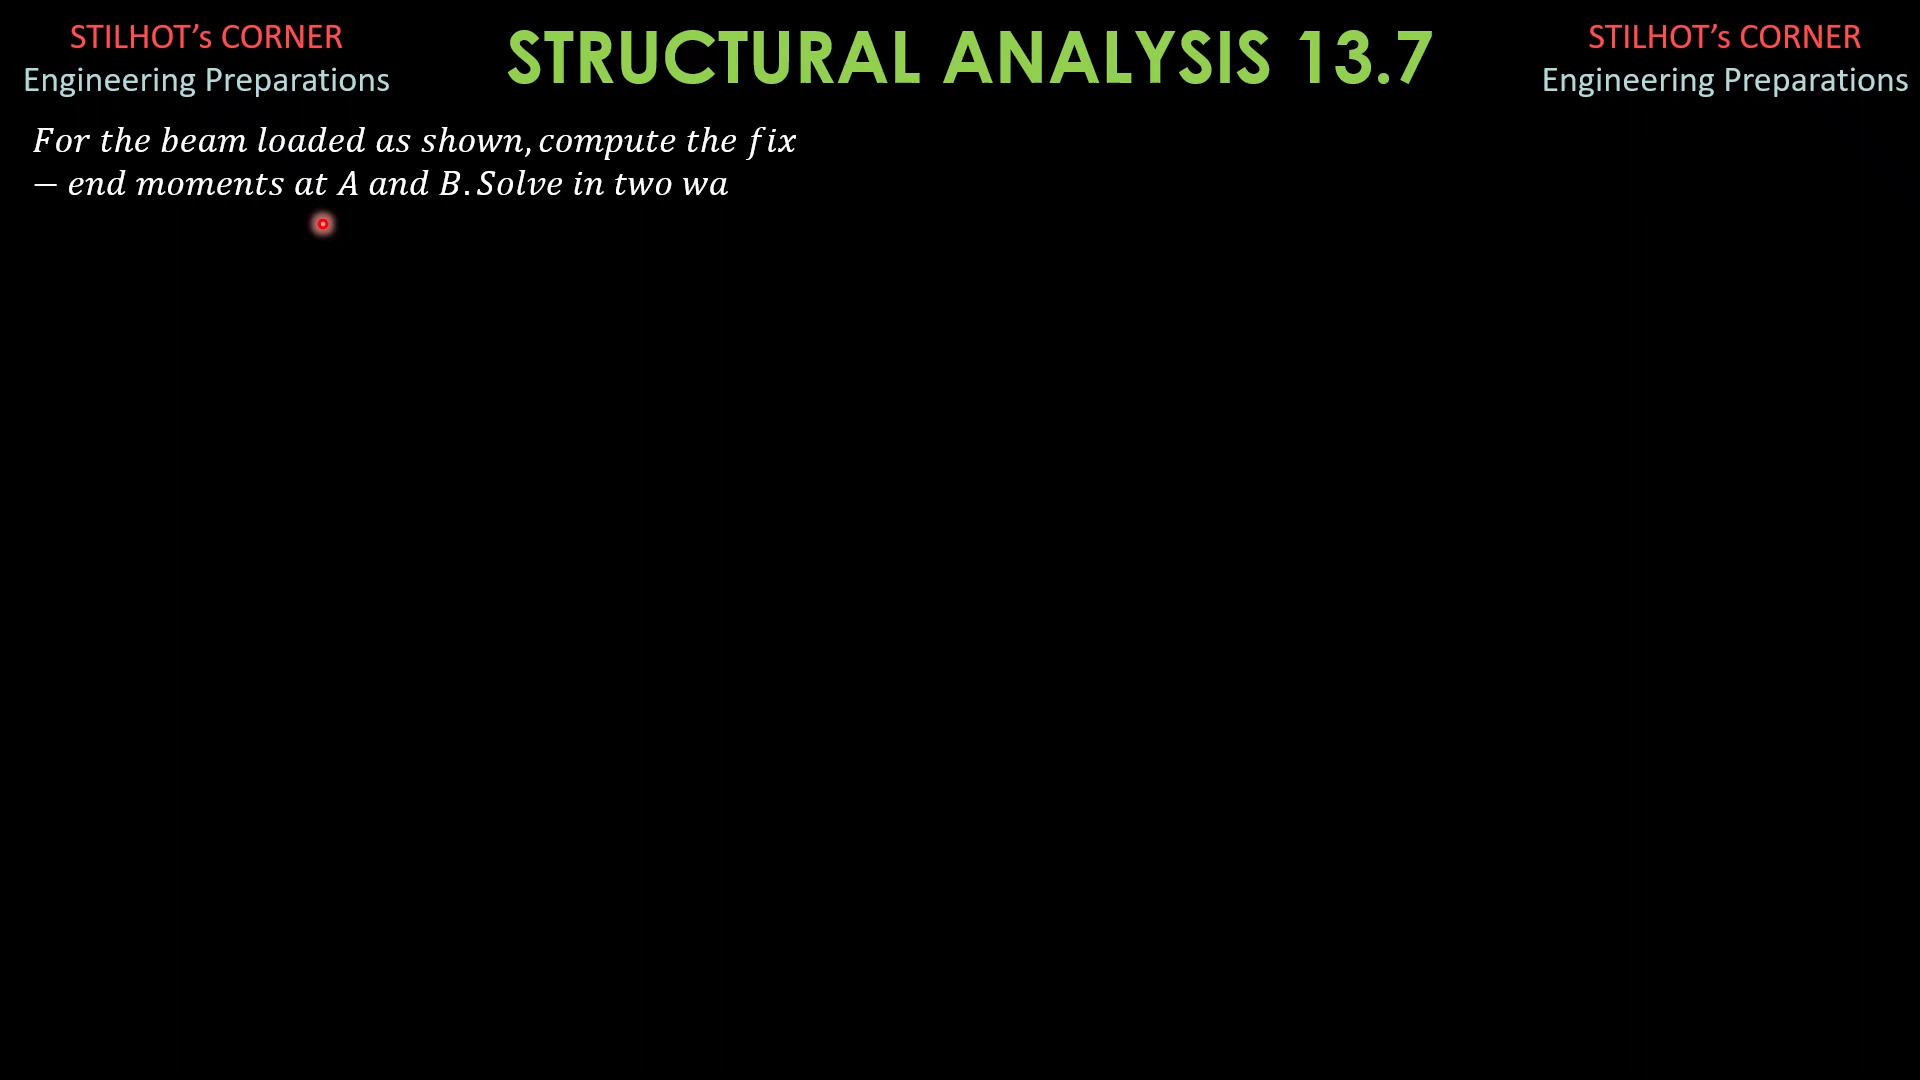 STILHOT's CORNER
Engineering Preparations
STRUCTURAL ANALYSIS 13.7
STILHOT's CORNER
Engineering Preparations
For the beam loaded as shown, compute the fix
− end moments at A and B. Solve in two wa